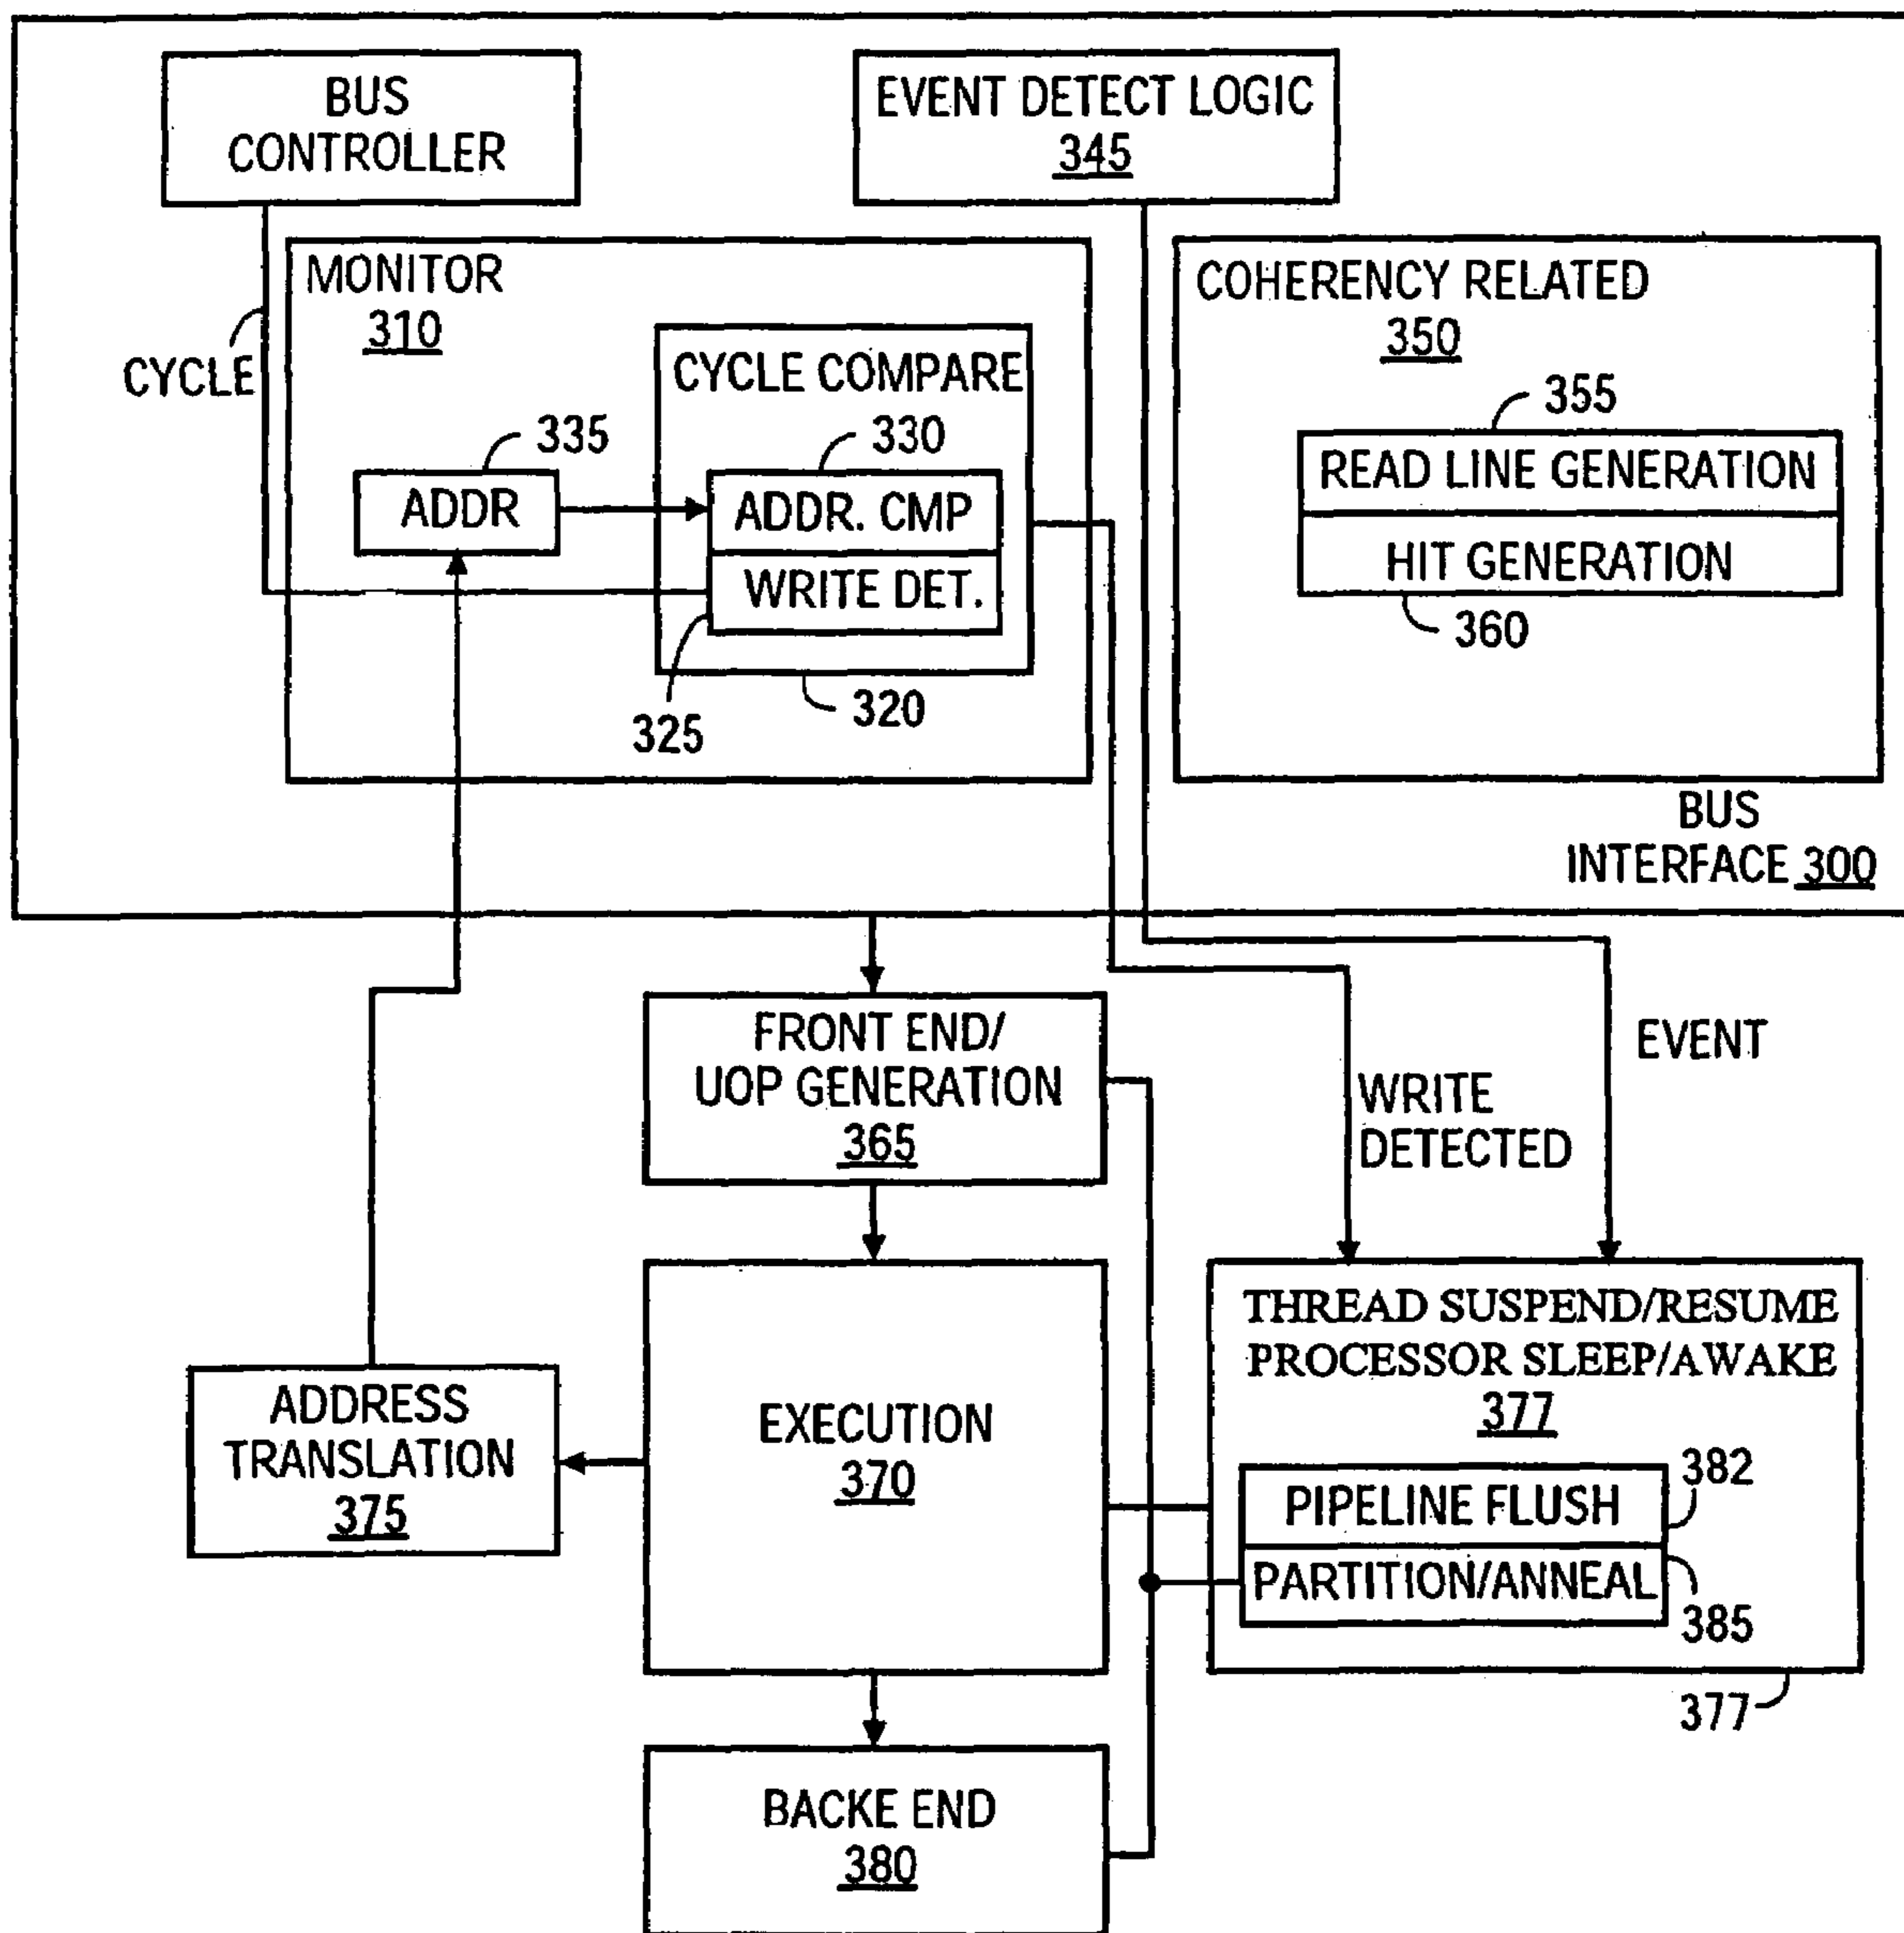 BUS
CONTROLLER
EVENT DETECT LOGIC
345
MONITOR
310
CYCLE
CYCLE COMPARE
335
330
ADDR
ADDR. CMP
WRITE DET.
325
320
COHERENCY RELATED
350
355
READ LINE GENERATION
HIT GENERATION
360
BUS
INTERFACE 300
FRONT END/
UOP GENERATION
365
WRITE
DETECTED
EVENT
ADDRESS
TRANSLATION
375
EXECUTION
370
THREAD SUSPEND/RESUME
PROCESSOR SLEEP/AWAKE
377
382
PIPELINE FLUSH
PARTITION/ANNEAL
385
377
BACKE END
380